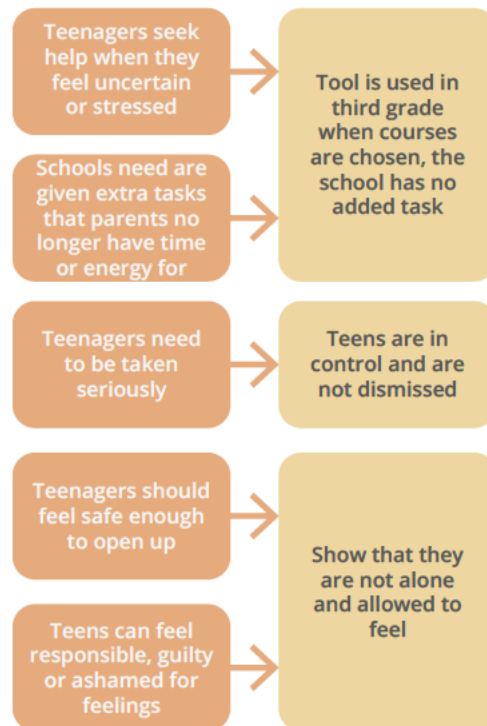 Teenagers seek
help when they
feel uncertain
or stressed
Schools need are
given extra tasks
that parents no
longer have time
or energy for
Tool is used in
third grade
when courses
are chosen, the
school has no
added task
Teenagers need
to be taken
seriously
Teens are in
control and are
not dismissed
Teenagers should
feel safe enough
to open up
Teens can feel
responsible, guilty
or ashamed for
feelings
Show that they
are not alone
and allowed to
feel